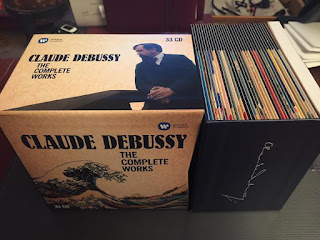 33 CD
CLAUDE DEBUSSY
THE COMPLETE
WORKS
CLAUDE DEBUSSY
THE
COMPLETE
WORKS
33 CD